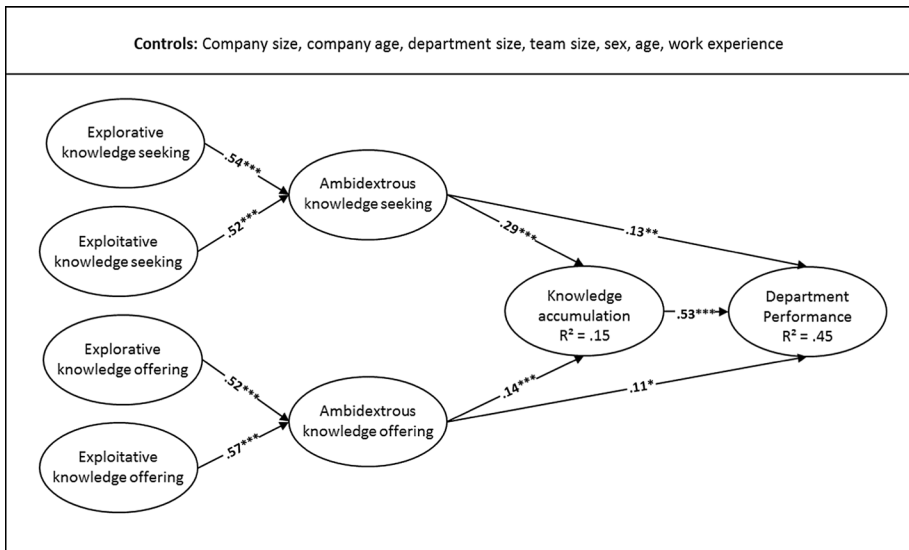 Controls: Company size, company age, department size, team size, sex, age, work experience
Explorative
knowledge seeking
.54***
Exploitative
knowledge seeking
.52***
Ambidextrous
knowledge seeking
.29***
.13**
Knowledge
accumulation
R² = .15
.53***
Department
Performance
R² = .45
Explorative
knowledge offering
.52***
Exploitative
knowledge offering
.57***
Ambidextrous
knowledge offering
.14***
.11*